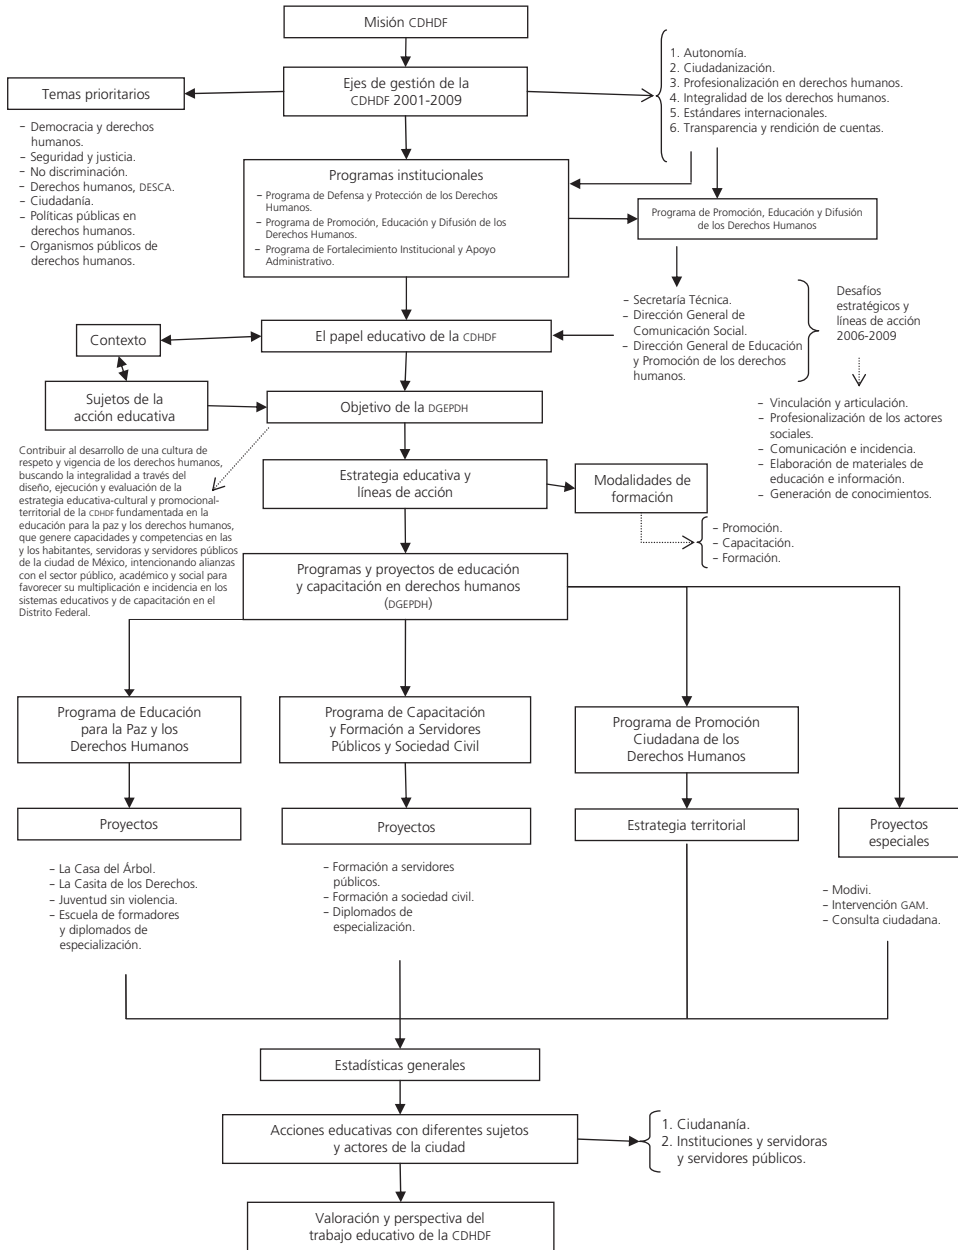 Misión CDHDF
Ejes de gestión de la
CDHDF 2001-2009
Temas prioritarios
– Democracia y derechos
humanos.
– Seguridad y justicia.
– No discriminación.
– Derechos humanos, DESCA.
– Ciudadanía.
– Políticas públicas en
derechos humanos.
– Organismos públicos de
derechos humanos.
1. Autonomía.
2. Ciudadanización.
3. Profesionalización en derechos humanos.
4. Integralidad de los derechos humanos.
5. Estándares internacionales.
6. Transparencia y rendición de cuentas.
Programas institucionales
– Programa de Defensa y Protección de los Derechos
Humanos.
– Programa de Promoción, Educación y Difusión de los
Derechos Humanos.
– Programa de Fortalecimiento Institucional y Apoyo
Administrativo.
Programa de Promoción, Educación y Difusión
de los Derechos Humanos
– Secretaría Técnica.
– Dirección General de
Comunicación Social.
– Dirección General de Educación
y Promoción de los derechos
humanos.
Desafíos
estratégicos y
líneas de acción
2006-2009
– Vinculación y articulación.
– Profesionalización de los actores
sociales.
– Comunicación e incidencia.
– Elaboración de materiales de
educación e información.
– Generación de conocimientos.
El papel educativo de la CDHDF
Contexto
Sujetos de la
acción educativa
Objetivo de la DGEPDH
Contribuir al desarrollo de una cultura de
respeto y vigencia de los derechos humanos,
buscando la integralidad a través del
diseño, ejecución y evaluación de la
estrategia educativa-cultural y promocional-
territorial de la CDHDF fundamentada en la
educación para la paz y los derechos humanos,
que genere capacidades y competencias en las
y los habitantes, servidoras y servidores públicos
de la ciudad de México, intencionando alianzas
con el sector público, académico y social para
favorecer su multiplicación e incidencia en los
sistemas educativos y de capacitación en el
Distrito Federal.
Estrategia educativa y
líneas de acción
Modalidades de
formación
– Promoción.
– Capacitación.
– Formación.
Programas y proyectos de educación
y capacitación en derechos humanos
(DGEPDH)
Programa de Educación
para la Paz y los
Derechos Humanos
Programa de Capacitación
y Formación a Servidores
Públicos y Sociedad Civil
Programa de Promoción
Ciudadana de los
Derechos Humanos
Proyectos
Proyectos
Estrategia territorial
Proyectos
especiales
– La Casa del Árbol.
– La Casita de los Derechos.
– Juventud sin violencia.
– Escuela de formadores
y diplomados de
especialización.
– Formación a servidores
públicos.
– Formación a sociedad civil.
– Diplomados de
especialización.
– Modivi.
– Intervención GAM.
– Consulta ciudadana.
Estadísticas generales
Acciones educativas con diferentes sujetos
y actores de la ciudad
1. Ciudananía.
2. Instituciones y servidoras
y servidores públicos.
Valoración y perspectiva del
trabajo educativo de la CDHDF